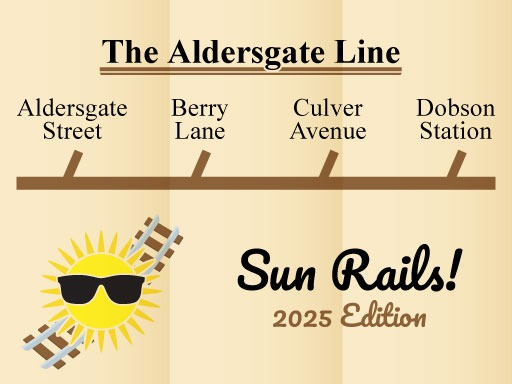 The Aldersgate Line
Aldersgate Berry Culver Dobson
Street Lane Avenue Station
Sun Rails!
2025 Edition